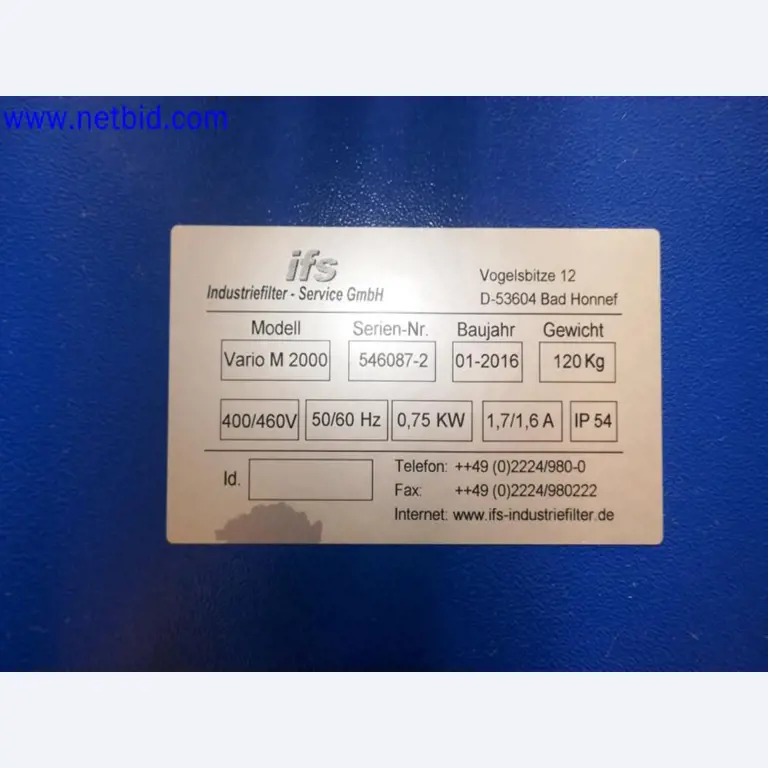 www.netbid.com
ifs
Industriefilter - Service GmbH
Vogelsbitze 12
D-53604 Bad Honnef
Modell Serien-Nr. Baujahr Gewicht
Vario M 2000 546087-2 01-2016 120 Kg
400/460V 50/60 Hz 0,75 KW 1,7/1,6 A IP 54
Id.
Telefon: ++49 (0)2224/980-0
Fax: ++49 (0)2224/980222
Internet: www.ifs-industriefilter.de